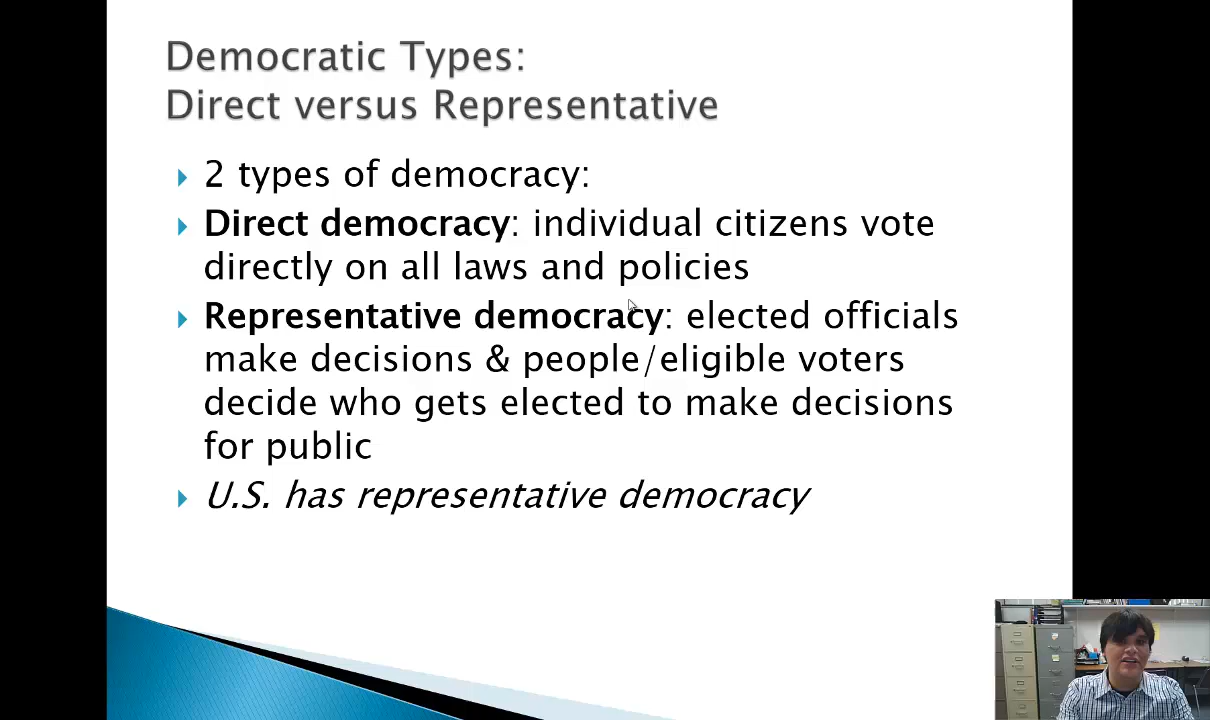 Democratic Types:
Direct versus Representative
2 types of democracy:
Direct democracy: individual citizens vote
directly on all laws and policies
Representative democracy: elected officials
make decisions & people/eligible voters
decide who gets elected to make decisions
for public
U.S. has representative democracy